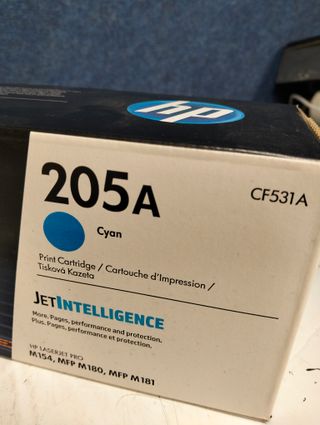 hp
205A
CF531A
Cyan
Print Cartridge / Cartouche d'Impression /
Tisková Kazeta
JETINTELLIGENCE
More. Pages, performance and protection.
Plus. Pages, performance et protection.
HP LASERJET PRO
M154, MFP M180, MFP M181